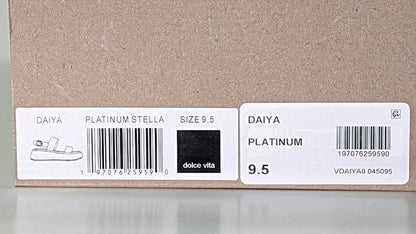 DAIYA PLATINUM STELLA SIZE 9.5
dolce vita
1 97076 25959 0
DAIYA
PLATINUM
197076259590
9.5
VDAIYA0 045095